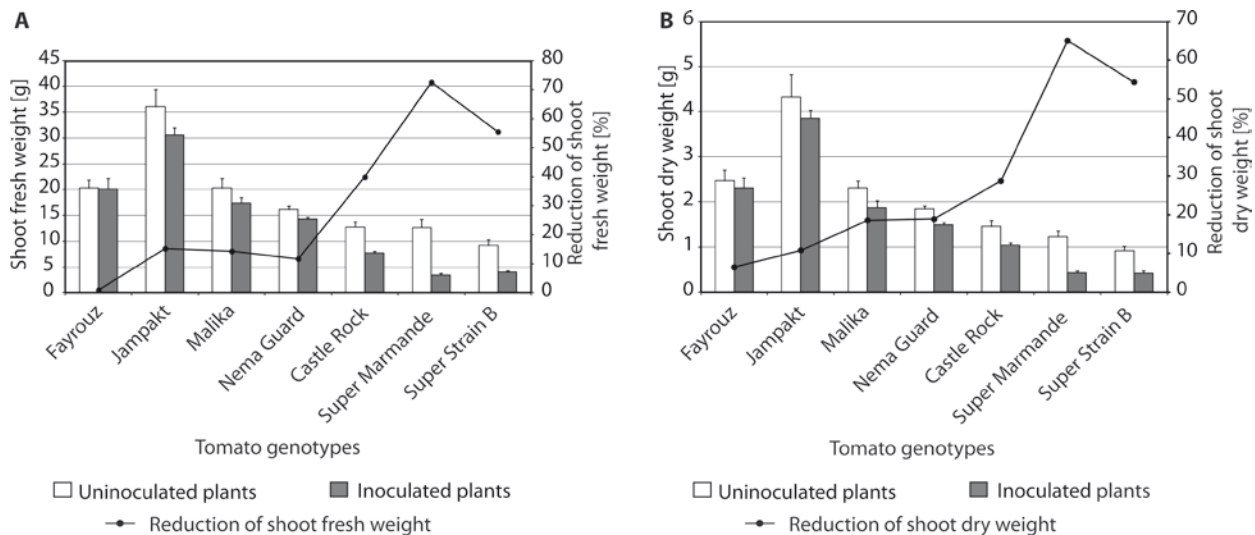 A
Shoot fresh weight [g]
45
40
35
30
25
20
15
10
5
0
80
70
60
50
40
30
20
10
0
Reduction of shoot
fresh weight [%]
Fayrouz
Jampakt
Malika
Nema Guard
Castle Rock
Super Marmande
Super Strain B
Tomato genotypes
Uninoculated plants
Inoculated plants
Reduction of shoot fresh weight
B
Shoot dry weight [g]
6
5
4
3
2
1
0
70
60
50
40
30
20
10
0
Reduction of shoot
dry weight [%]
Fayrouz
Jampakt
Malika
Nema Guard
Castle Rock
Super Marmande
Super Strain B
Tomato genotypes
Uninoculated plants
Inoculated plants
Reduction of shoot dry weight